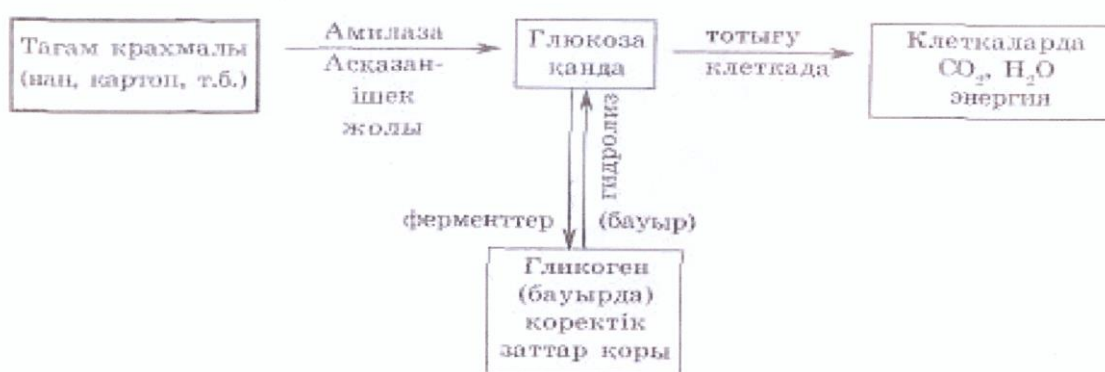 Тағам крахмалы
(нан, картоп, т.б.)
Амилаза
Асқазан-
ішек
жолы
Глюкоза
қанда
тотығу
клеткада
Клеткаларда
CO₂, H₂O
энергия
ферменттер
гидролиз
(бауыр)
Гликоген
(бауырда)
коректік
заттар қоры